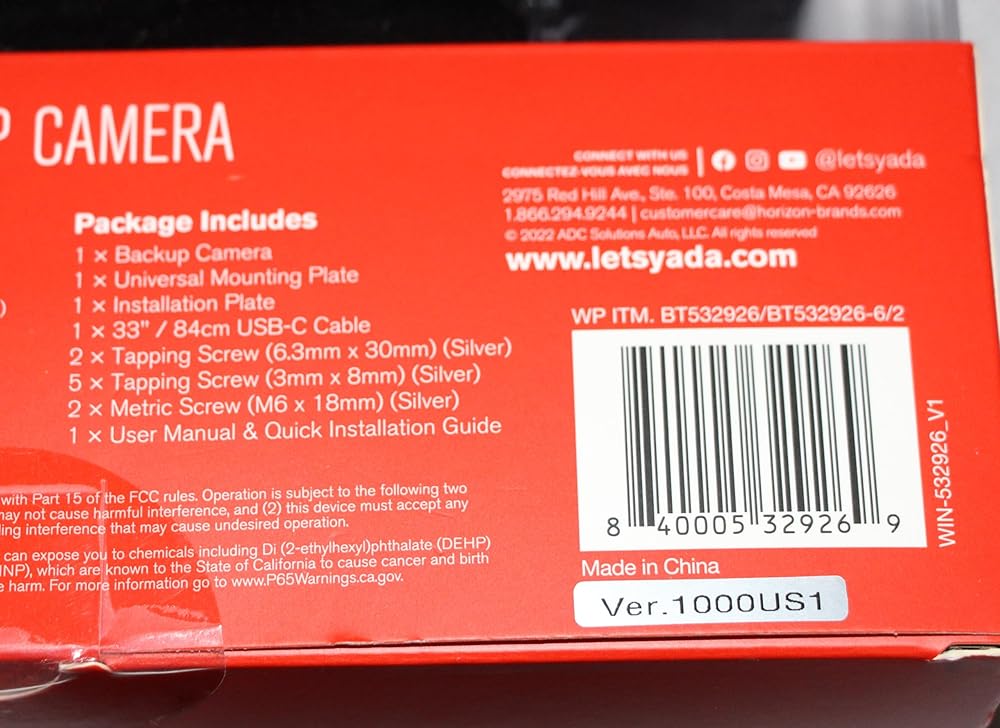 P CAMERA
CONNECT WITH US
CONNECTEZ-VOUS AVEC NOUS
@letsyada
2975 Red Hill Ave., Ste. 100, Costa Mesa, CA 92626
1.866.294.9244 | customercare@horizon-brands.com
© 2022 ADC Solutions Auto, LLC. All rights reserved
www.letsyada.com
Package Includes
1 × Backup Camera
1 × Universal Mounting Plate
1 × Installation Plate
1 × 33" / 84cm USB-C Cable
2 × Tapping Screw (6.3mm x 30mm) (Silver)
5 × Tapping Screw (3mm x 8mm) (Silver)
2 × Metric Screw (M6 x 18mm) (Silver)
1 × User Manual & Quick Installation Guide
)
with Part 15 of the FCC rules. Operation is subject to the following two
may not cause harmful interference, and (2) this device must accept any
ding interference that may cause undesired operation.
can expose you to chemicals including Di (2-ethylhexyl)phthalate (DEHP)
INP), which are known to the State of California to cause cancer and birth
e harm. For more information go to www.P65Warnings.ca.gov.
WP ITM. BT532926/BT532926-6/2
8 40005 32926 9
WIN-532926_V1
Made in China
Ver.1000US1